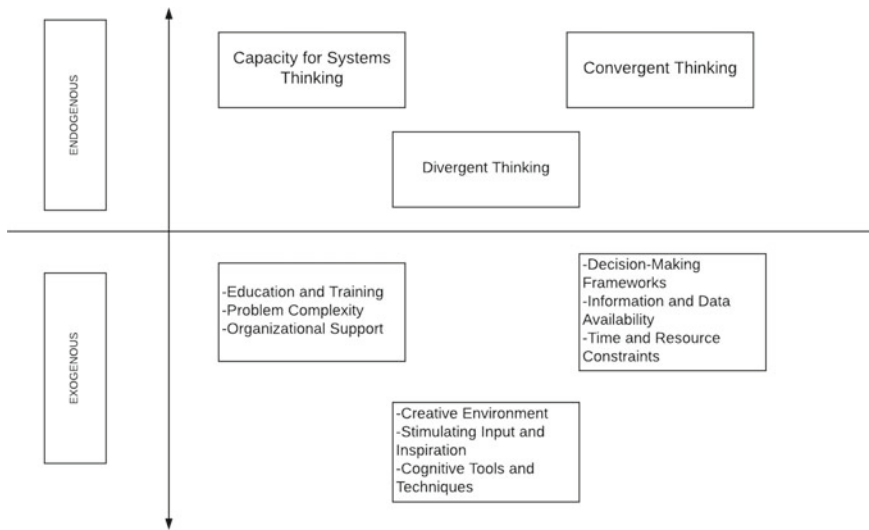 ENDOGENOUS
Capacity for Systems
Thinking
Convergent Thinking
Divergent Thinking
EXOGENOUS
-Education and Training
-Problem Complexity
-Organizational Support
-Decision-Making
Frameworks
-Information and Data
Availability
-Time and Resource
Constraints
-Creative Environment
-Stimulating Input and
Inspiration
-Cognitive Tools and
Techniques